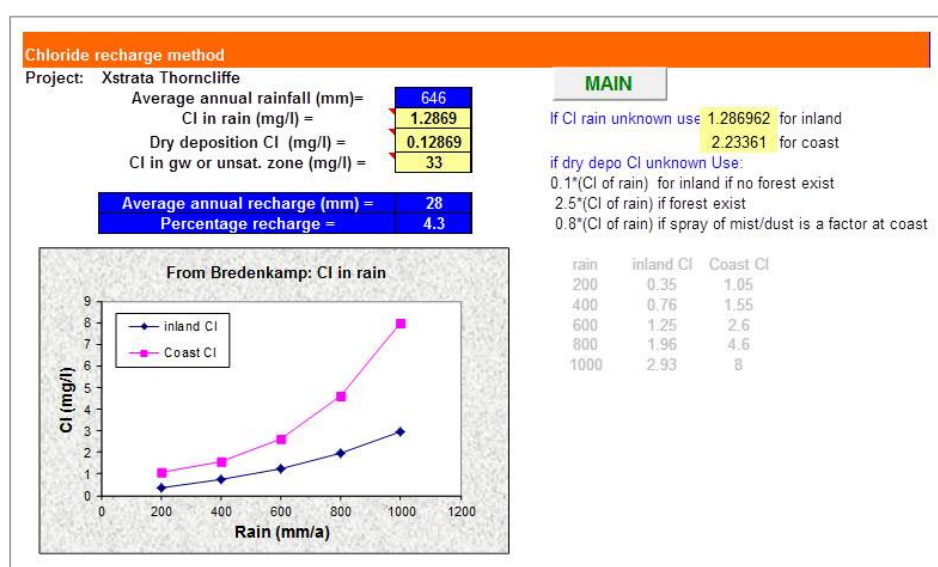 Chloride recharge method
Project: Xstrata Thorncliffe
Average annual rainfall (mm)= 646
Cl in rain (mg/l) = 1.2869
Dry deposition Cl (mg/l) = 0.12869
Cl in gw or unsat. zone (mg/l) = 33
Average annual recharge (mm) = 28
Percentage recharge = 4.3
MAIN
If Cl rain unknown use 1.286962 for inland
2.23361 for coast
if dry depo Cl unknown Use:
0.1*(Cl of rain) for inland if no forest exist
2.5*(Cl of rain) if forest exist
0.8*(Cl of rain) if spray of mist/dust is a factor at coast
From Bredenkamp: Cl in rain
9
8
7
6
5
4
3
2
1
0
Cl (mg/l)
inland Cl
Coast Cl
0 200 400 600 800 1000 1200
Rain (mm/a)
rain inland Cl Coast Cl
200 0.35 1.05
400 0.76 1.55
600 1.25 2.6
800 1.96 4.6
1000 2.93 8